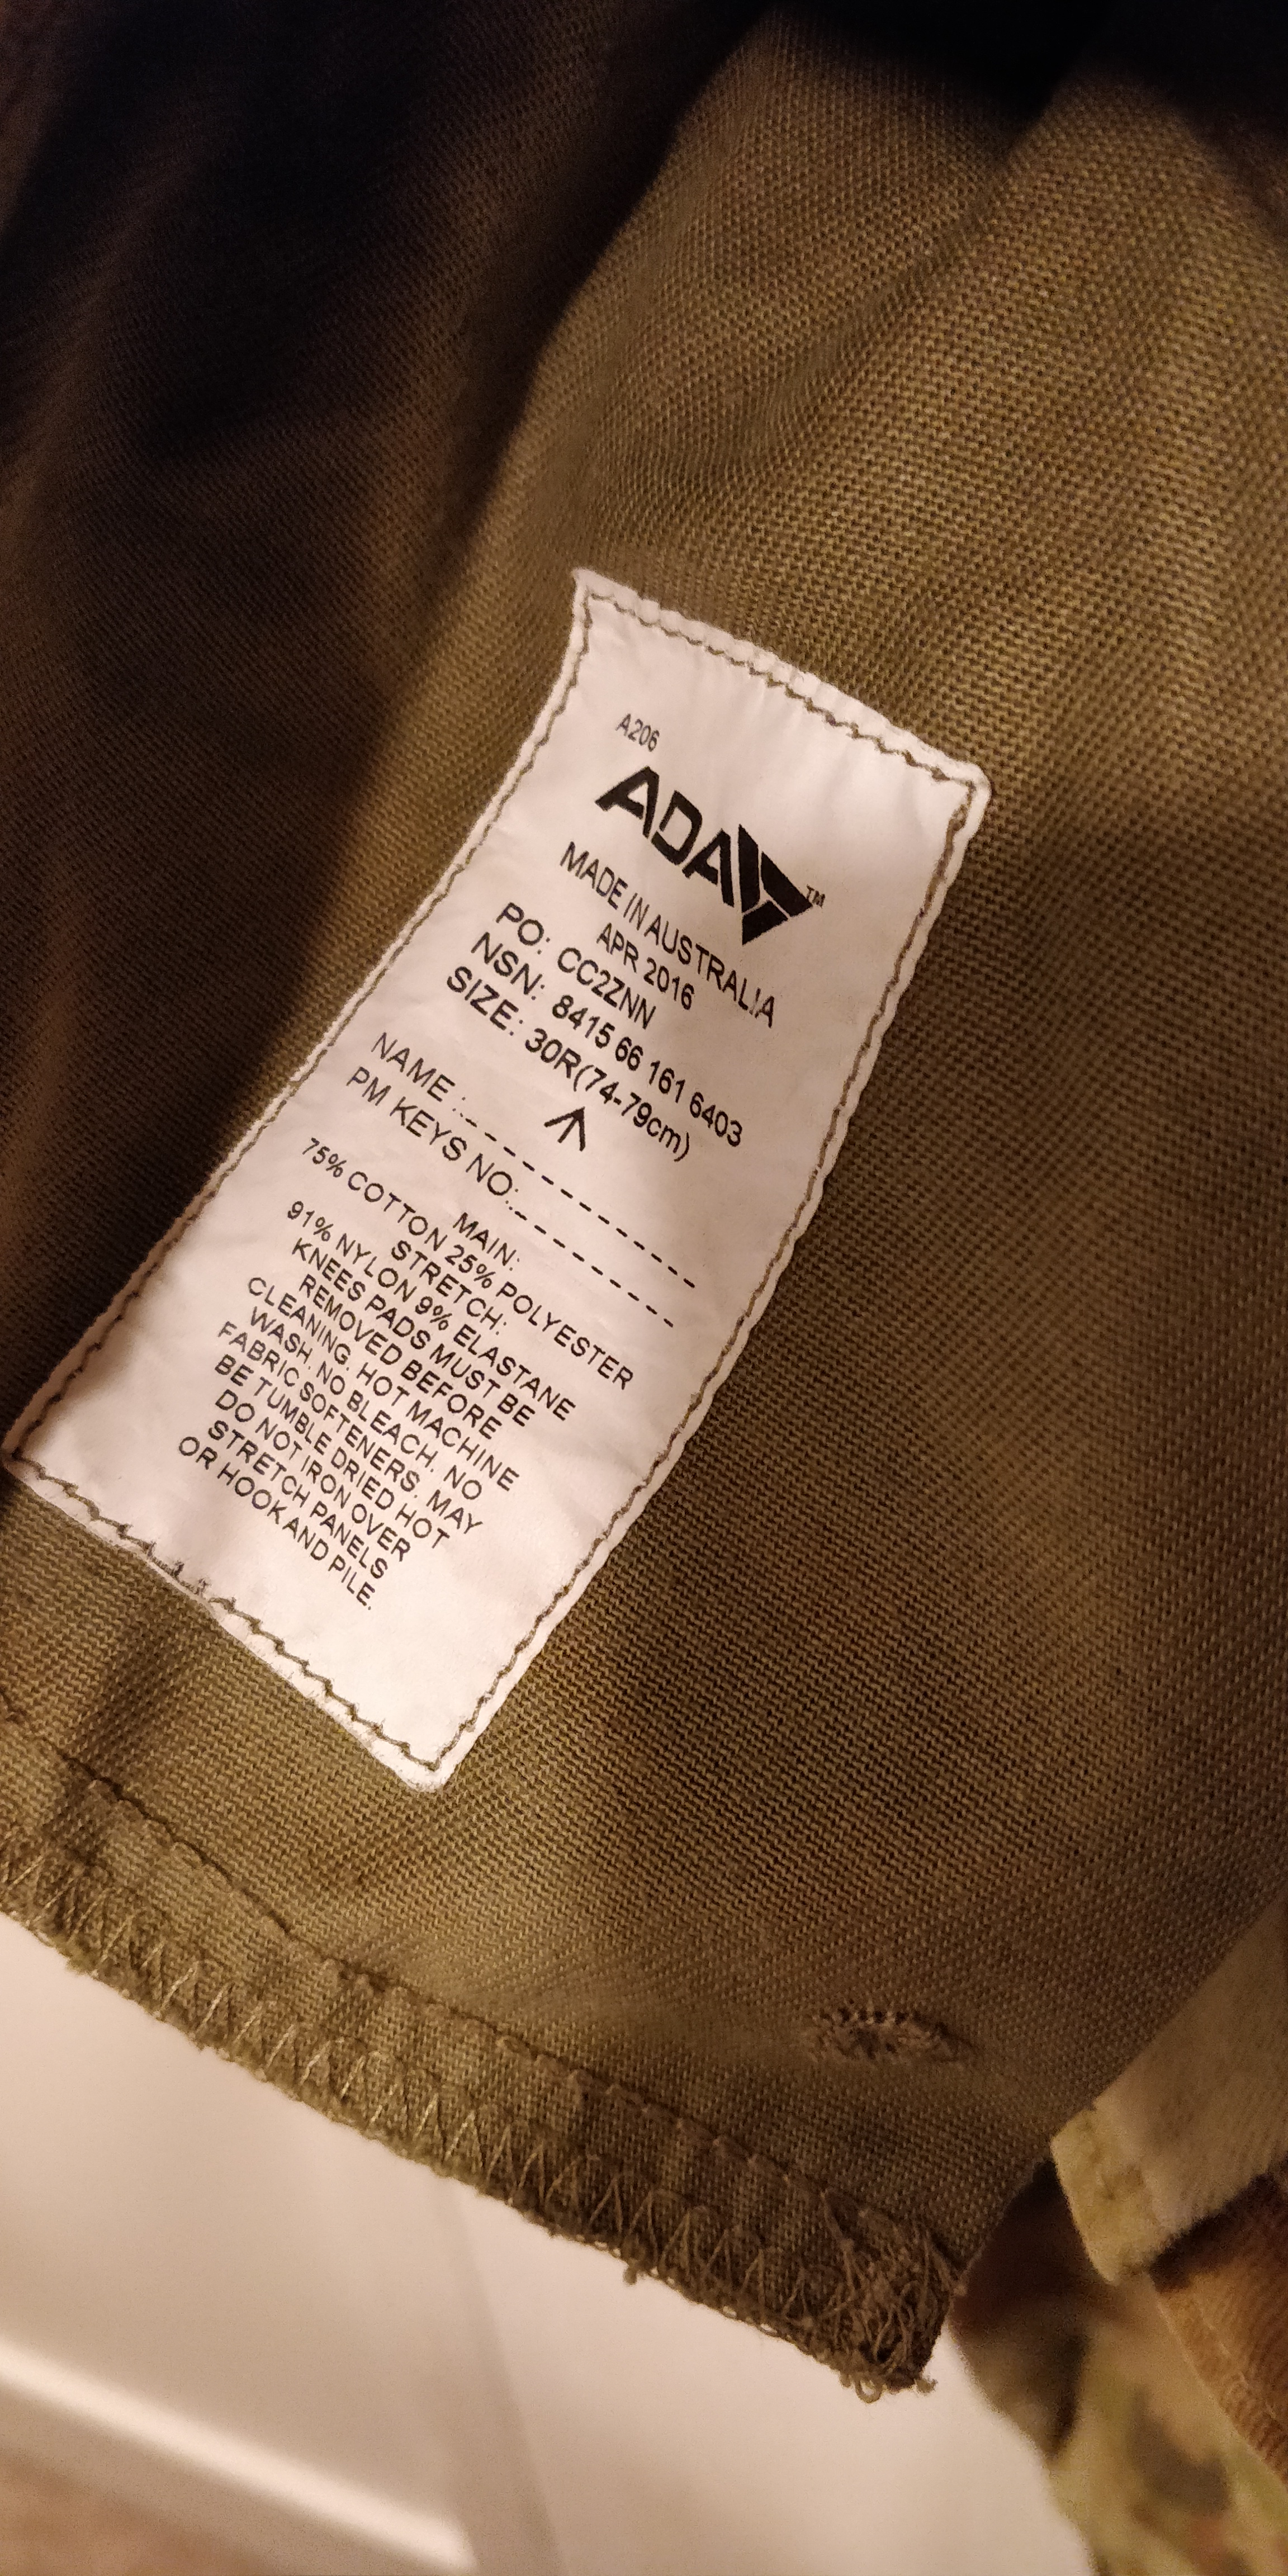 A206
ADA
TM
MADE IN AUSTRALIA
APR 2016
PO: CC2ZNN
NSN: 8415 66 161 6403
SIZE: 30R(74-79cm)
NAME :
PM KEYS NO:
MAIN:
75% COTTON 25% POLYESTER
STRETCH:
91% NYLON 9% ELASTANE
KNEES PADS MUST BE
REMOVED BEFORE
CLEANING. HOT MACHINE
WASH. NO BLEACH. NO
FABRIC SOFTENERS. MAY
BE TUMBLE DRIED HOT
DO NOT IRON OVER
STRETCH PANELS
OR HOOK AND PILE.